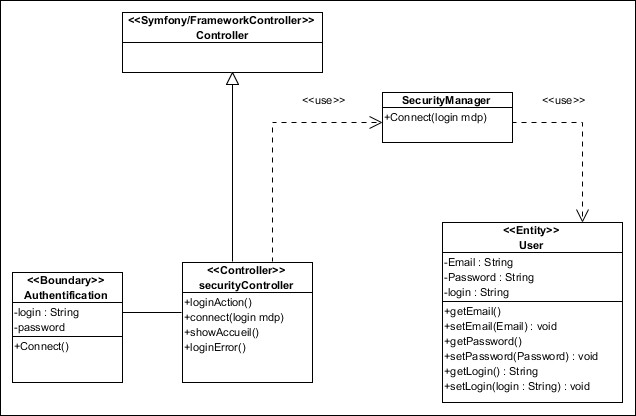 <<Symfony/FrameworkController>>
Controller
<<use>>
SecurityManager
+Connect(login mdp)
<<use>>
<<Entity>>
User
-Email : String
-Password : String
-login : String
+getEmail()
+setEmail(Email) : void
+getPassword()
+setPassword(Password) : void
+getLogin() : String
+setLogin(login : String) : void
<<Boundary>>
Authentification
-login : String
-password
+Connect()
<<Controller>>
securityController
+loginAction()
+connect(login mdp)
+showAccueil()
+loginError()